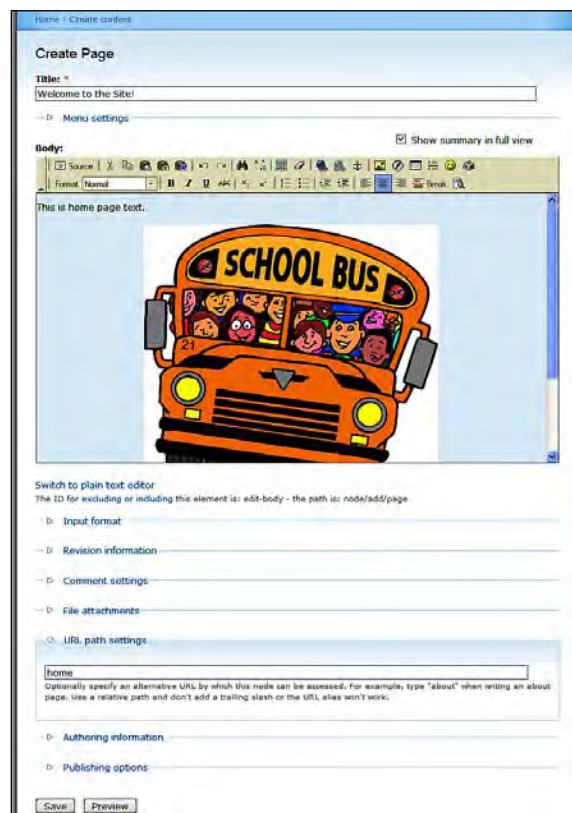 Home › Create content
Create Page
Title: *
Welcome to the Site!
Menu settings
Show summary in full view
Body:
Source
Format Normal B I U ABC Break
This is home page text.
SCHOOL BUS
21
Switch to plain text editor
The ID for excluding or including this element is: edit-body - the path is: node/add/page
Input format
Revision information
Comment settings
File attachments
URL path settings
home
Optionally specify an alternative URL by which this node can be accessed. For example, type "about" when writing an about
page. Use a relative path and don't add a trailing slash or the URL alias won't work.
Authoring information
Publishing options
Save Preview